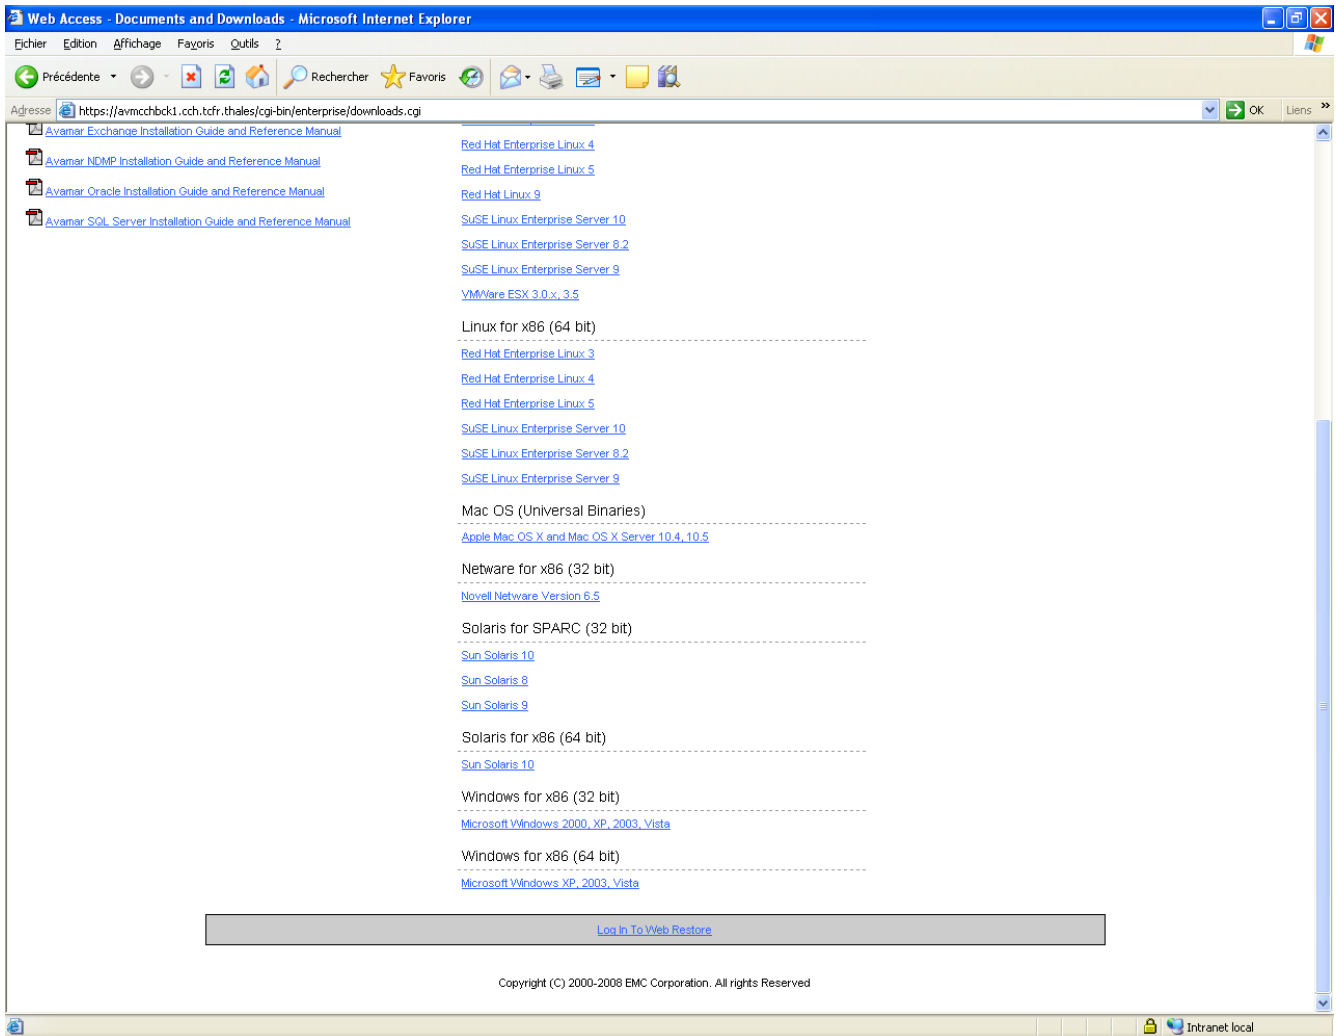 Web Access - Documents and Downloads - Microsoft Internet Explorer
Fichier Edition Affichage Favoris Outils ?
Précédente Rechercher Favoris
Adresse https://avmcchbck1.cch.tcfr.thales/cgi-bin/enterprise/downloads.cgi OK Liens »
Avamar Exchange Installation Guide and Reference Manual
Avamar NDMP Installation Guide and Reference Manual
Avamar Oracle Installation Guide and Reference Manual
Avamar SQL Server Installation Guide and Reference Manual
Red Hat Enterprise Linux 4
Red Hat Enterprise Linux 5
Red Hat Linux 9
SuSE Linux Enterprise Server 10
SuSE Linux Enterprise Server 8.2
SuSE Linux Enterprise Server 9
VMWare ESX 3.0.x, 3.5
Linux for x86 (64 bit)
Red Hat Enterprise Linux 3
Red Hat Enterprise Linux 4
Red Hat Enterprise Linux 5
SuSE Linux Enterprise Server 10
SuSE Linux Enterprise Server 8.2
SuSE Linux Enterprise Server 9
Mac OS (Universal Binaries)
Apple Mac OS X and Mac OS X Server 10.4, 10.5
Netware for x86 (32 bit)
Novell Netware Version 6.5
Solaris for SPARC (32 bit)
Sun Solaris 10
Sun Solaris 8
Sun Solaris 9
Solaris for x86 (64 bit)
Sun Solaris 10
Windows for x86 (32 bit)
Microsoft Windows 2000, XP, 2003, Vista
Windows for x86 (64 bit)
Microsoft Windows XP, 2003, Vista
Log In To Web Restore
Copyright (C) 2000-2008 EMC Corporation. All rights Reserved
Intranet local